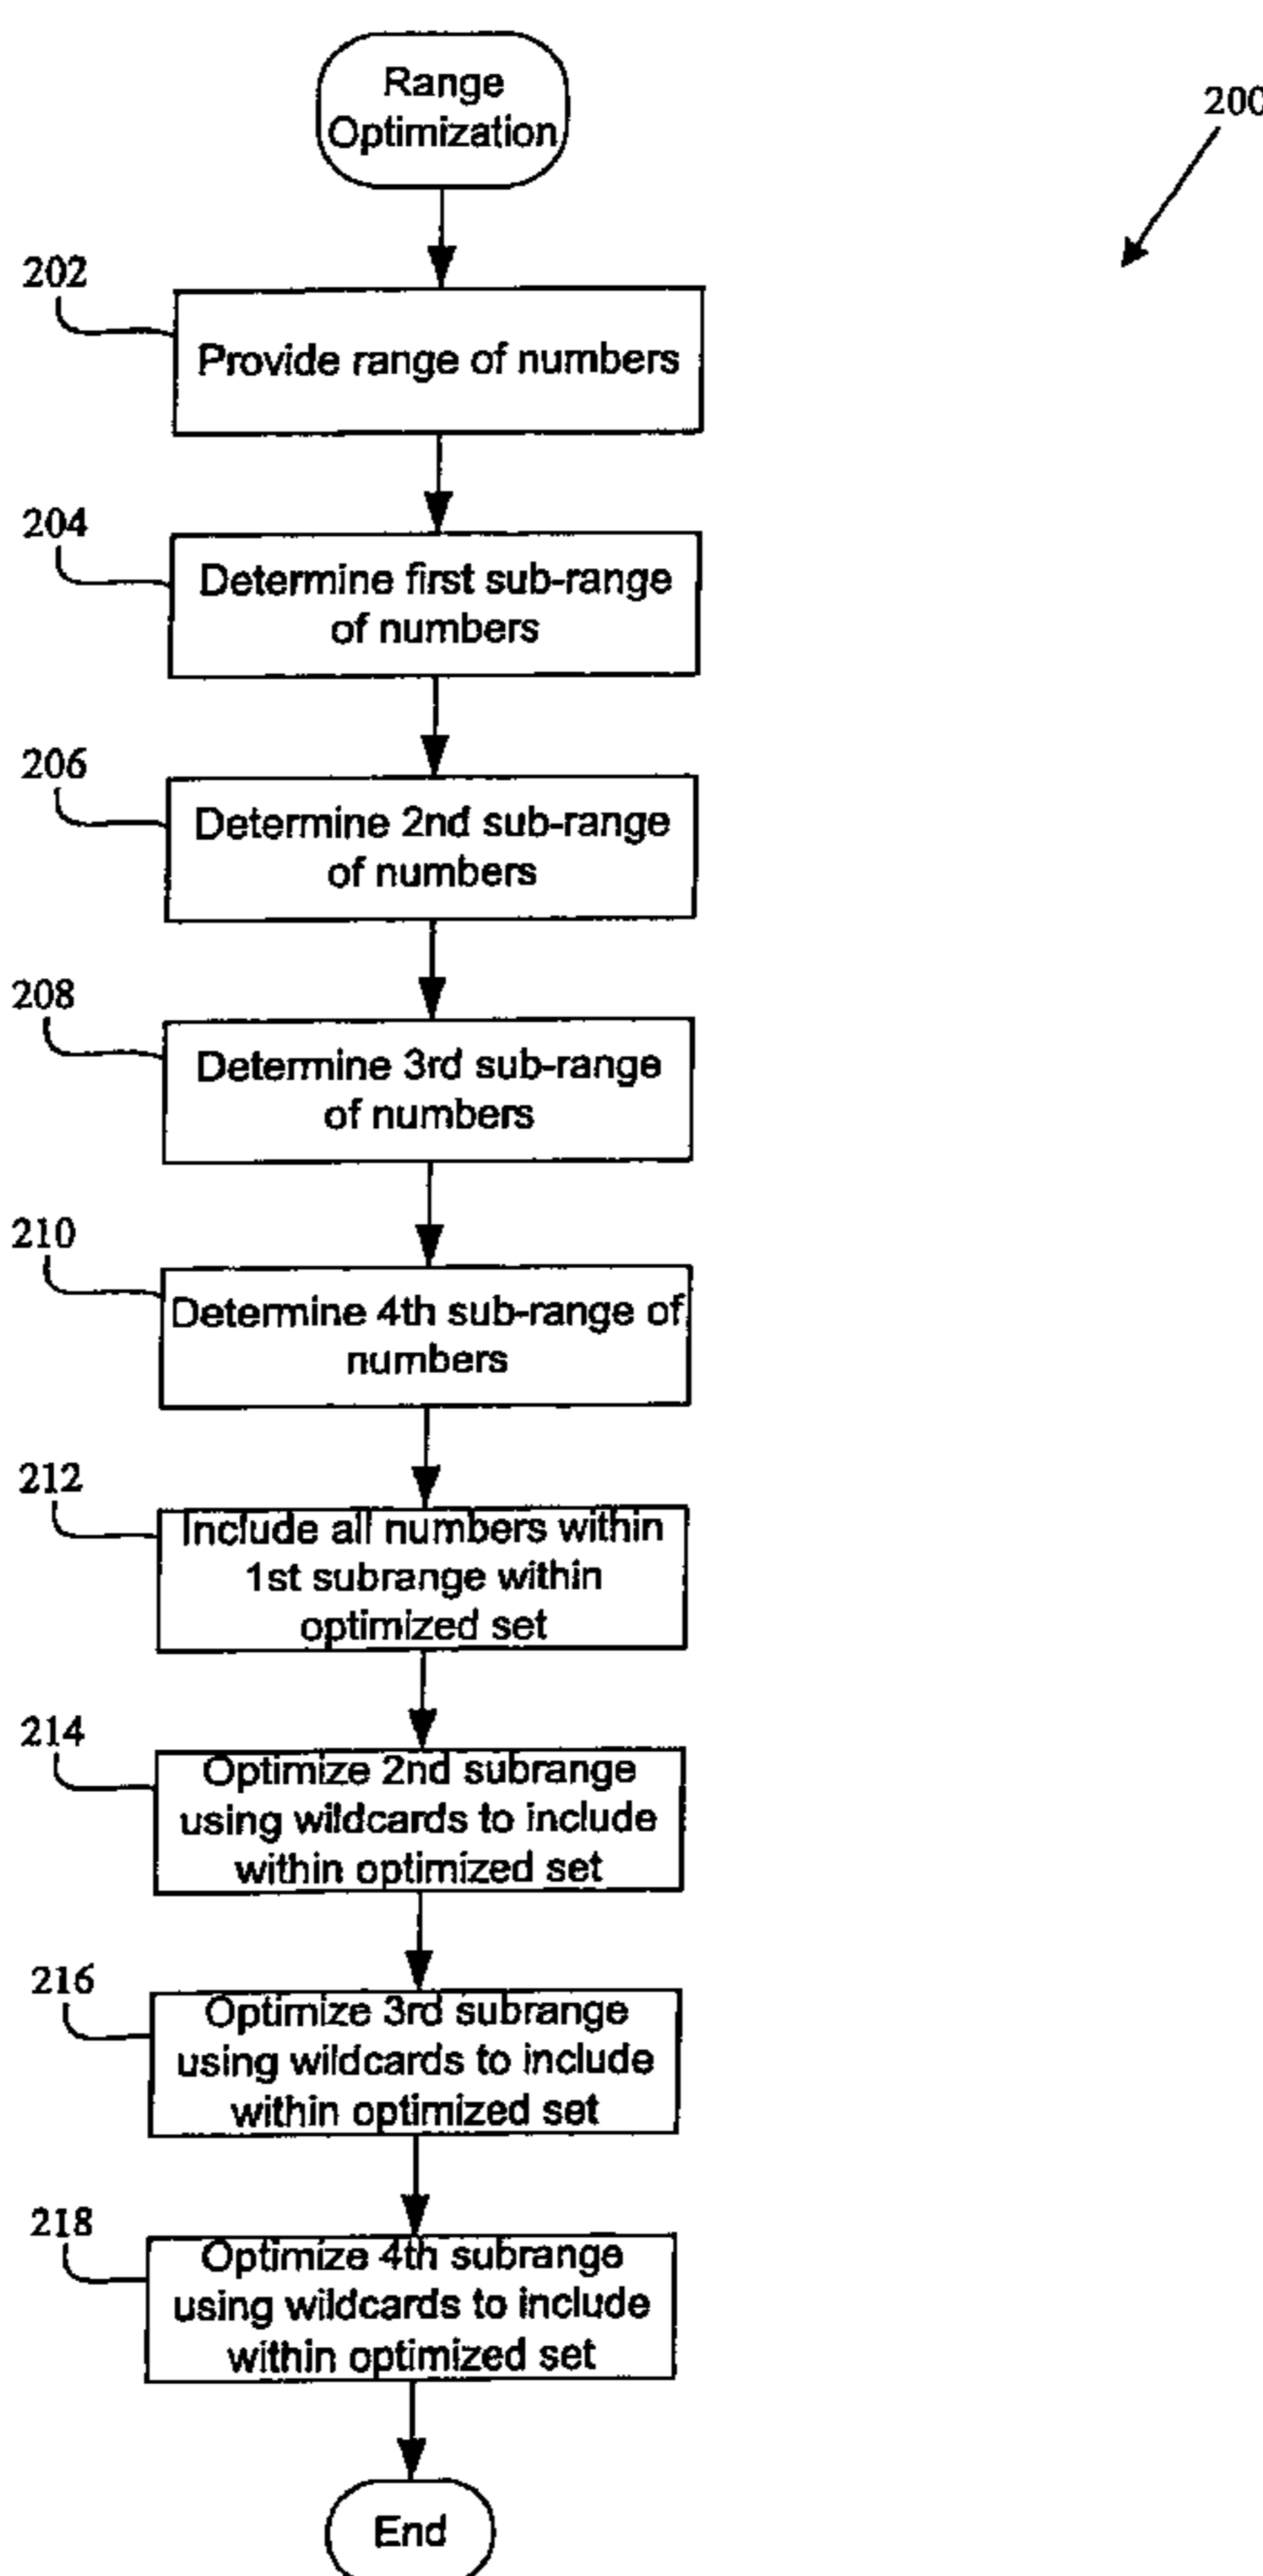 Range
Optimization
200
202
Provide range of numbers
204
Determine first sub-range
of numbers
206
Determine 2nd sub-range
of numbers
208
Determine 3rd sub-range
of numbers
210
Determine 4th sub-range of
numbers
212
Include all numbers within
1st subrange within
optimized set
214
Optimize 2nd subrange
using wildcards to include
within optimized set
216
Optimize 3rd subrange
using wildcards to include
within optimized set
218
Optimize 4th subrange
using wildcards to include
within optimized set
End